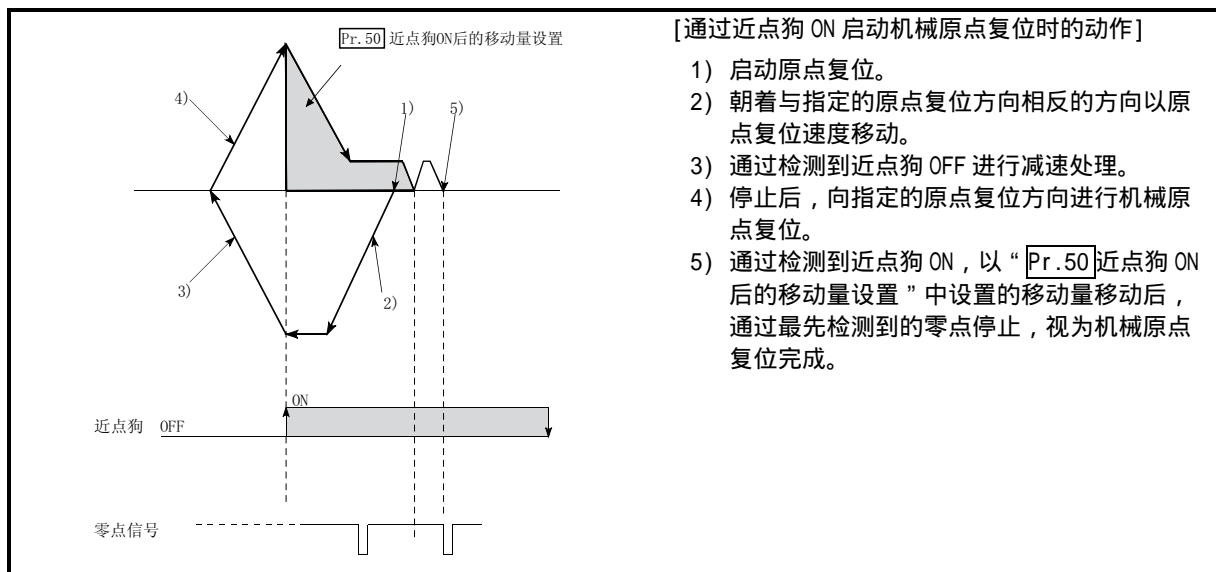 Pr.50 近点狗ON后的移动量设置
4)
1)
5)
3)
2)
ON
近点狗 OFF
零点信号
[通过近点狗 ON 启动机械原点复位时的动作]
1) 启动原点复位。
2) 朝着与指定的原点复位方向相反的方向以原
点复位速度移动。
3) 通过检测到近点狗 OFF 进行减速处理。
4) 停止后，向指定的原点复位方向进行机械原
点复位。
5) 通过检测到近点狗 ON，以“ Pr.50 近点狗 ON
后的移动量设置 ”中设置的移动量移动后，
通过最先检测到的零点停止，视为机械原点
复位完成。